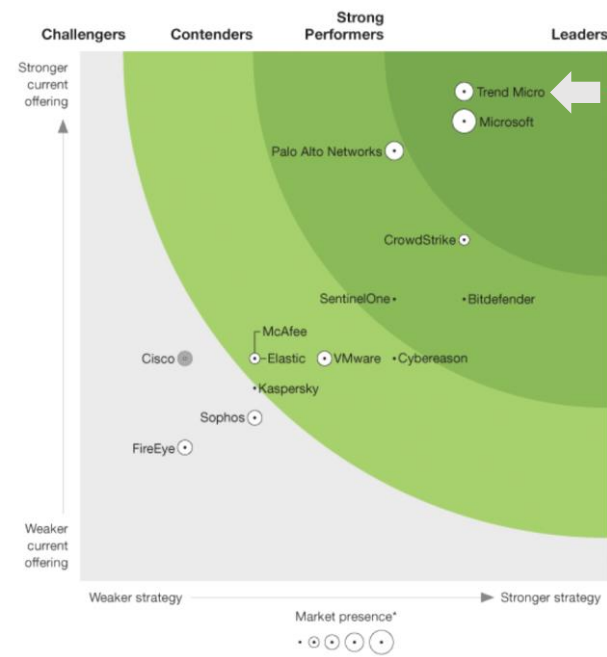 Challengers
Contenders
Strong
Performers
Leaders
Stronger
current
offering
Trend Micro
Microsoft
Palo Alto Networks
CrowdStrike
SentinelOne
Bitdefender
McAfee
Cisco
Elastic
VMware
Cybereason
Kaspersky
Sophos
FireEye
Weaker
current
offering
Weaker strategy
Stronger strategy
Market presence*